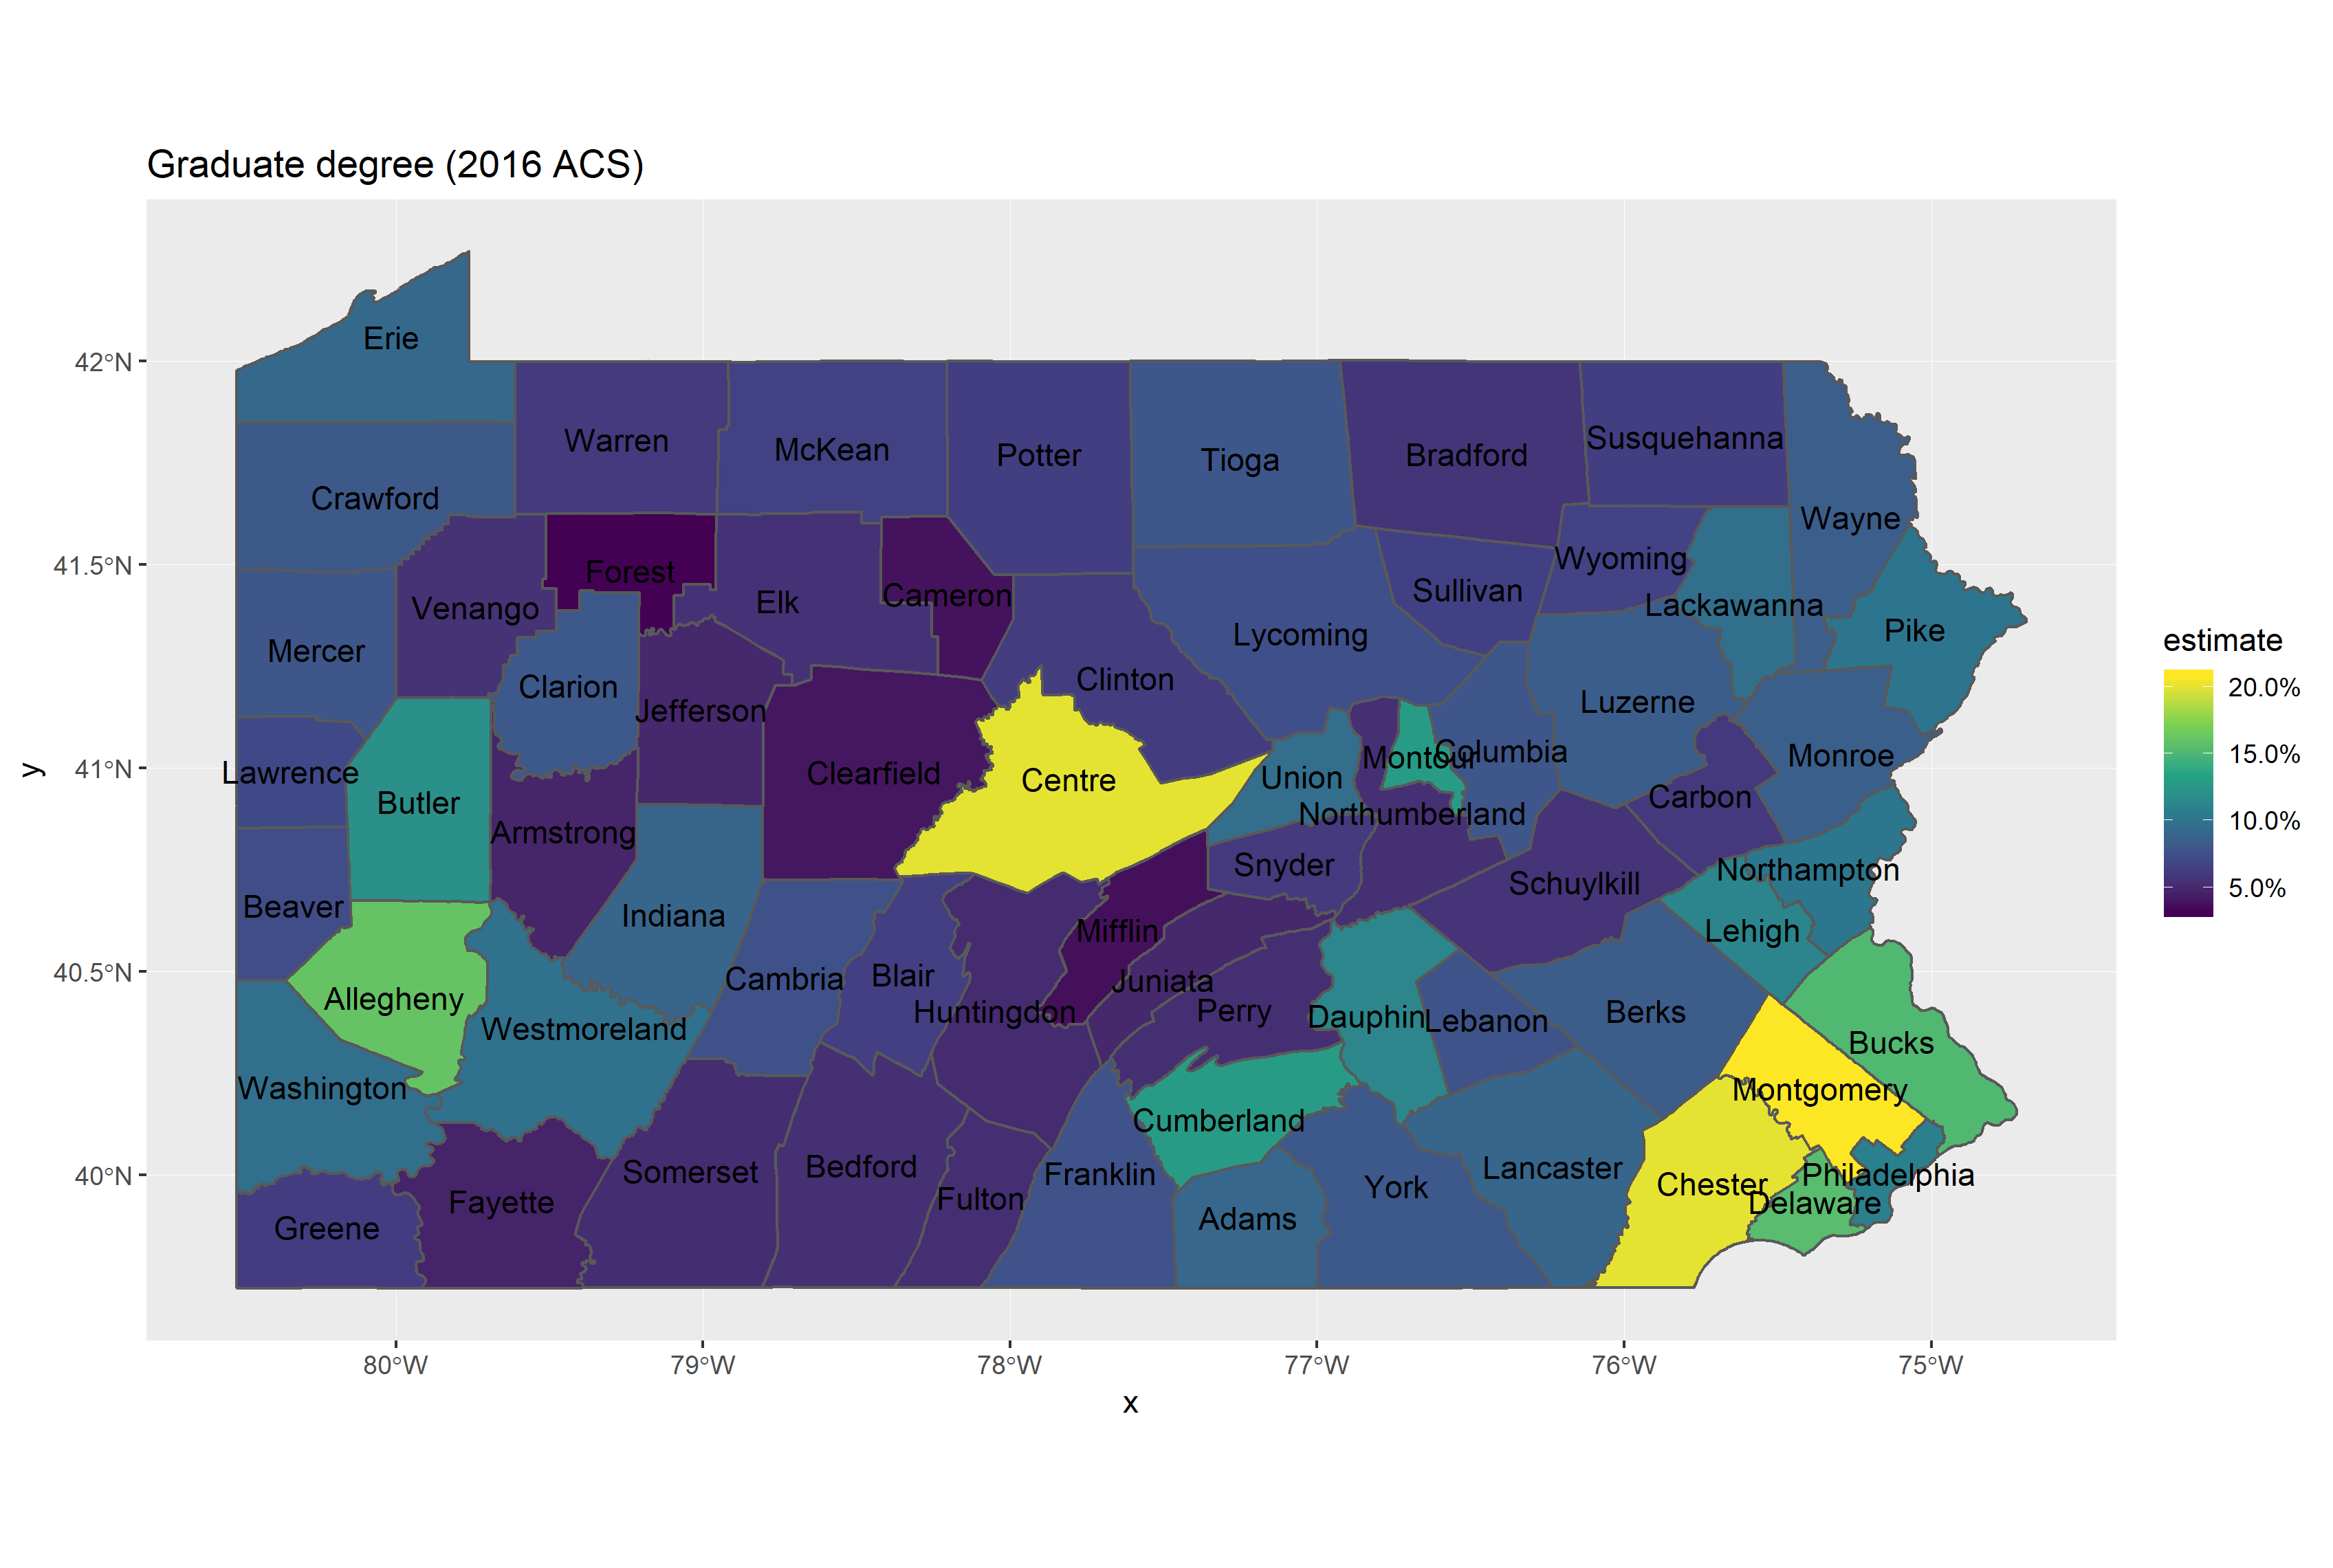 Graduate degree (2016 ACS)
Erie
42°N
Warren
McKean
Potter
Tioga
Bradford
Susquehanna
Crawford
Wayne
41.5°N
Forest
Wyoming
Venango
Elk
Cameron
Sullivan
Lackawanna
Mercer
Lycoming
Pike
estimate
Clarion
Clinton
20.0%
Jefferson
Luzerne
15.0%
Lawrence
41°N
Butler
Clearfield
Centre
Union
Montour
Columbia
Monroe
y
Armstrong
Northumberland
Carbon
10.0%
Beaver
Indiana
Snyder
Schuylkill
Northampton
5.0%
Mifflin
Lehigh
40.5°N
Allegheny
Cambria
Blair
Juniata
Westmoreland
Huntingdon
Perry
Dauphin
Lebanon
Berks
Bucks
Washington
Cumberland
Montgomery
40°N
Fayette
Somerset
Bedford
Fulton
Franklin
York
Lancaster
Chester
Philadelphia
Delaware
Greene
Adams
80°W
79°W
78°W
77°W
76°W
75°W
x